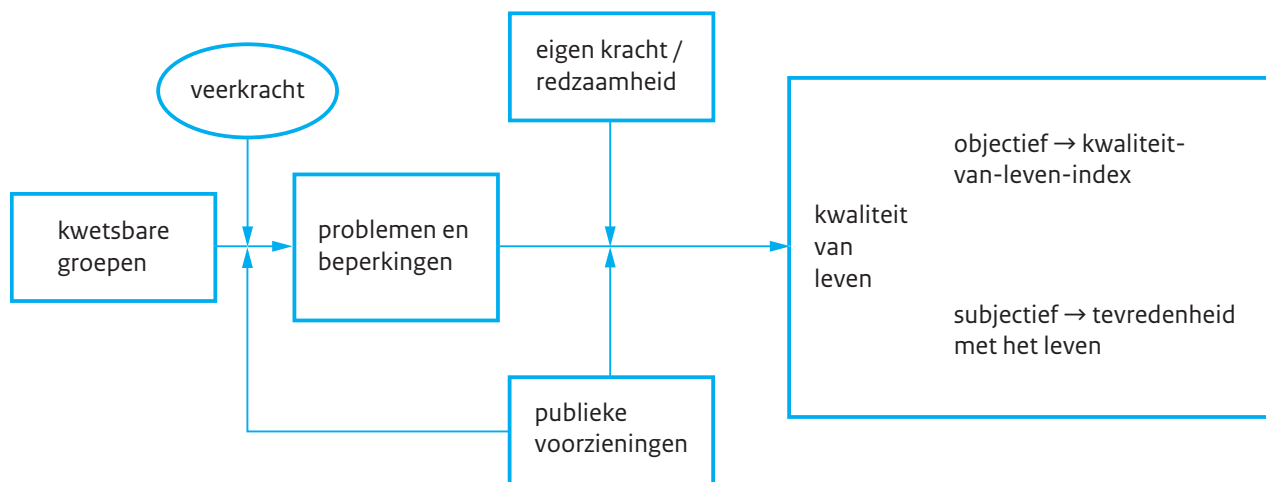 eigen kracht /
redzaamheid
veerkracht
kwetsbare
groepen
problemen en
beperkingen
kwaliteit
van
leven
objectief → kwaliteit-
van-leven-index
subjectief → tevredenheid
met het leven
publieke
voorzieningen